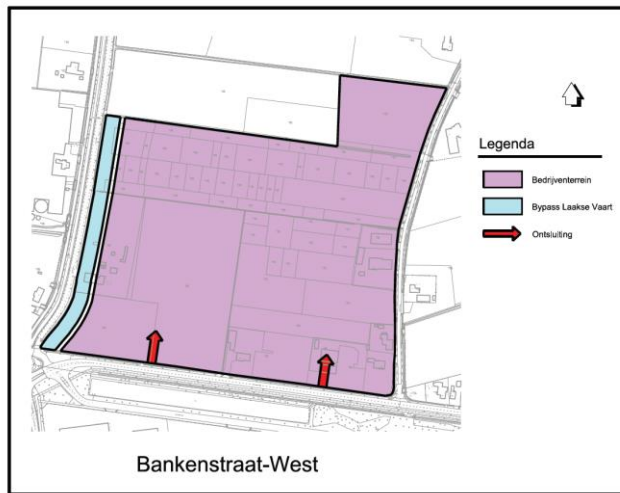 Legenda
Bedrijventerrein
Bypass Laakse Vaart
Ontsluiting
Bankenstraat-West